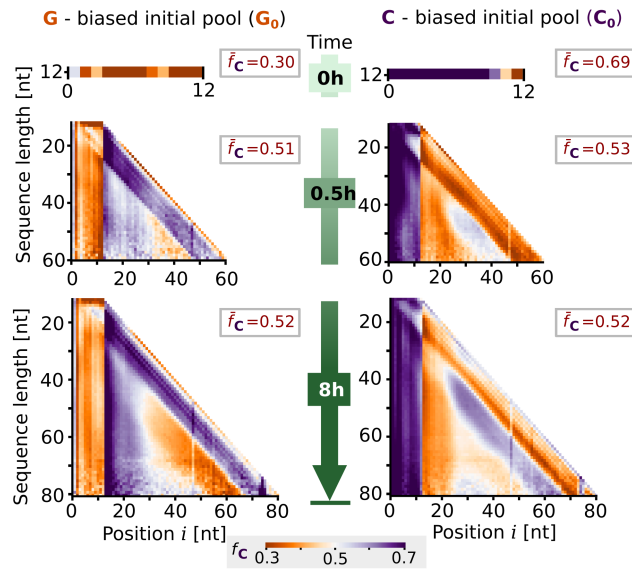 G - biased initial pool (G₀)
C - biased initial pool (C₀)
Time
Sequence length [nt]
12
0
12
f̄C=0.30
0h
12
0
12
f̄C=0.69
20
40
60
0
20
40
60
f̄C=0.51
0.5h
20
40
60
0
20
40
60
f̄C=0.53
Sequence length [nt]
20
40
60
80
0
20
40
60
80
f̄C=0.52
8h
20
40
60
80
0
20
40
60
80
f̄C=0.52
Position i [nt]
Position i [nt]
fC
0.3
0.5
0.7